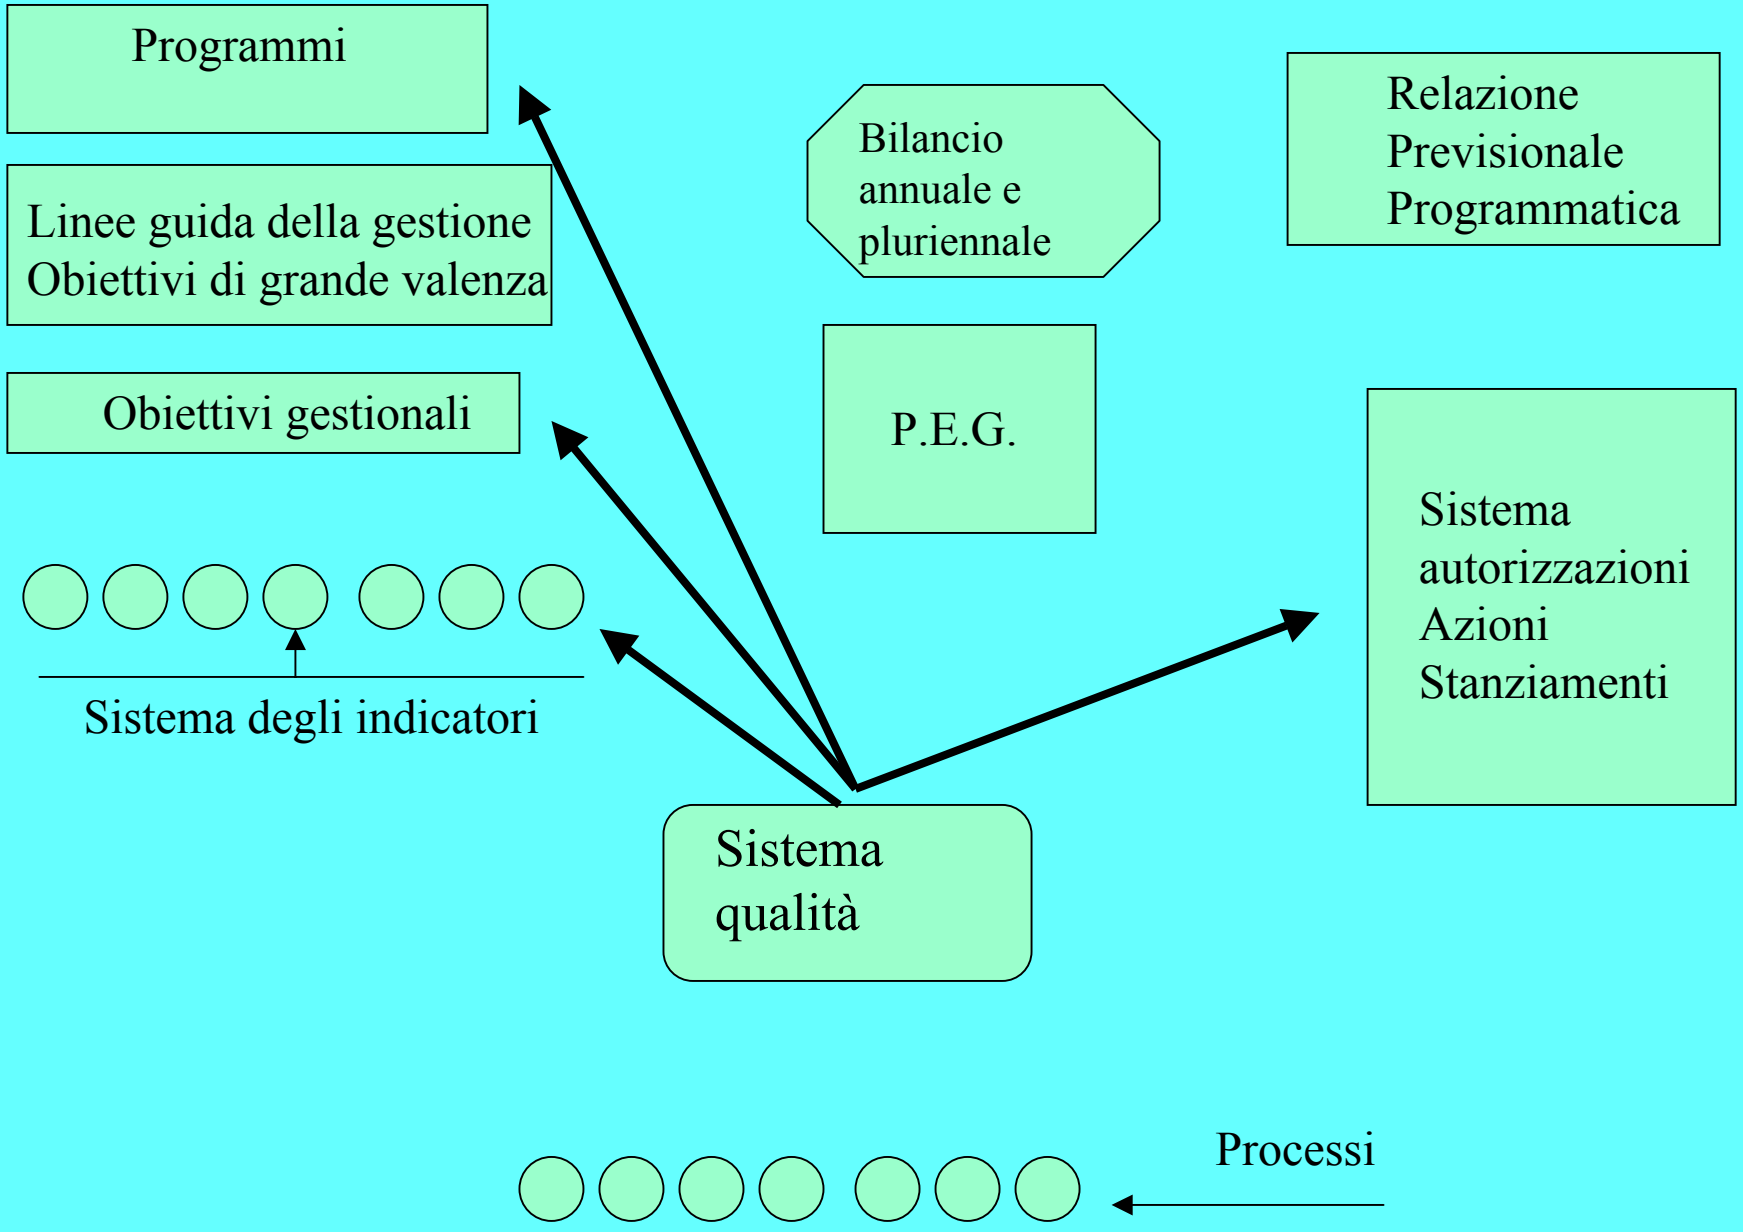 Programmi
Linee guida della gestione
Obiettivi di grande valenza
Obiettivi gestionali
Sistema degli indicatori
Bilancio
annuale e
pluriennale
P.E.G.
Relazione
Previsionale
Programmatica
Sistema
autorizzazioni
Azioni
Stanziamenti
Sistema
qualità
Processi